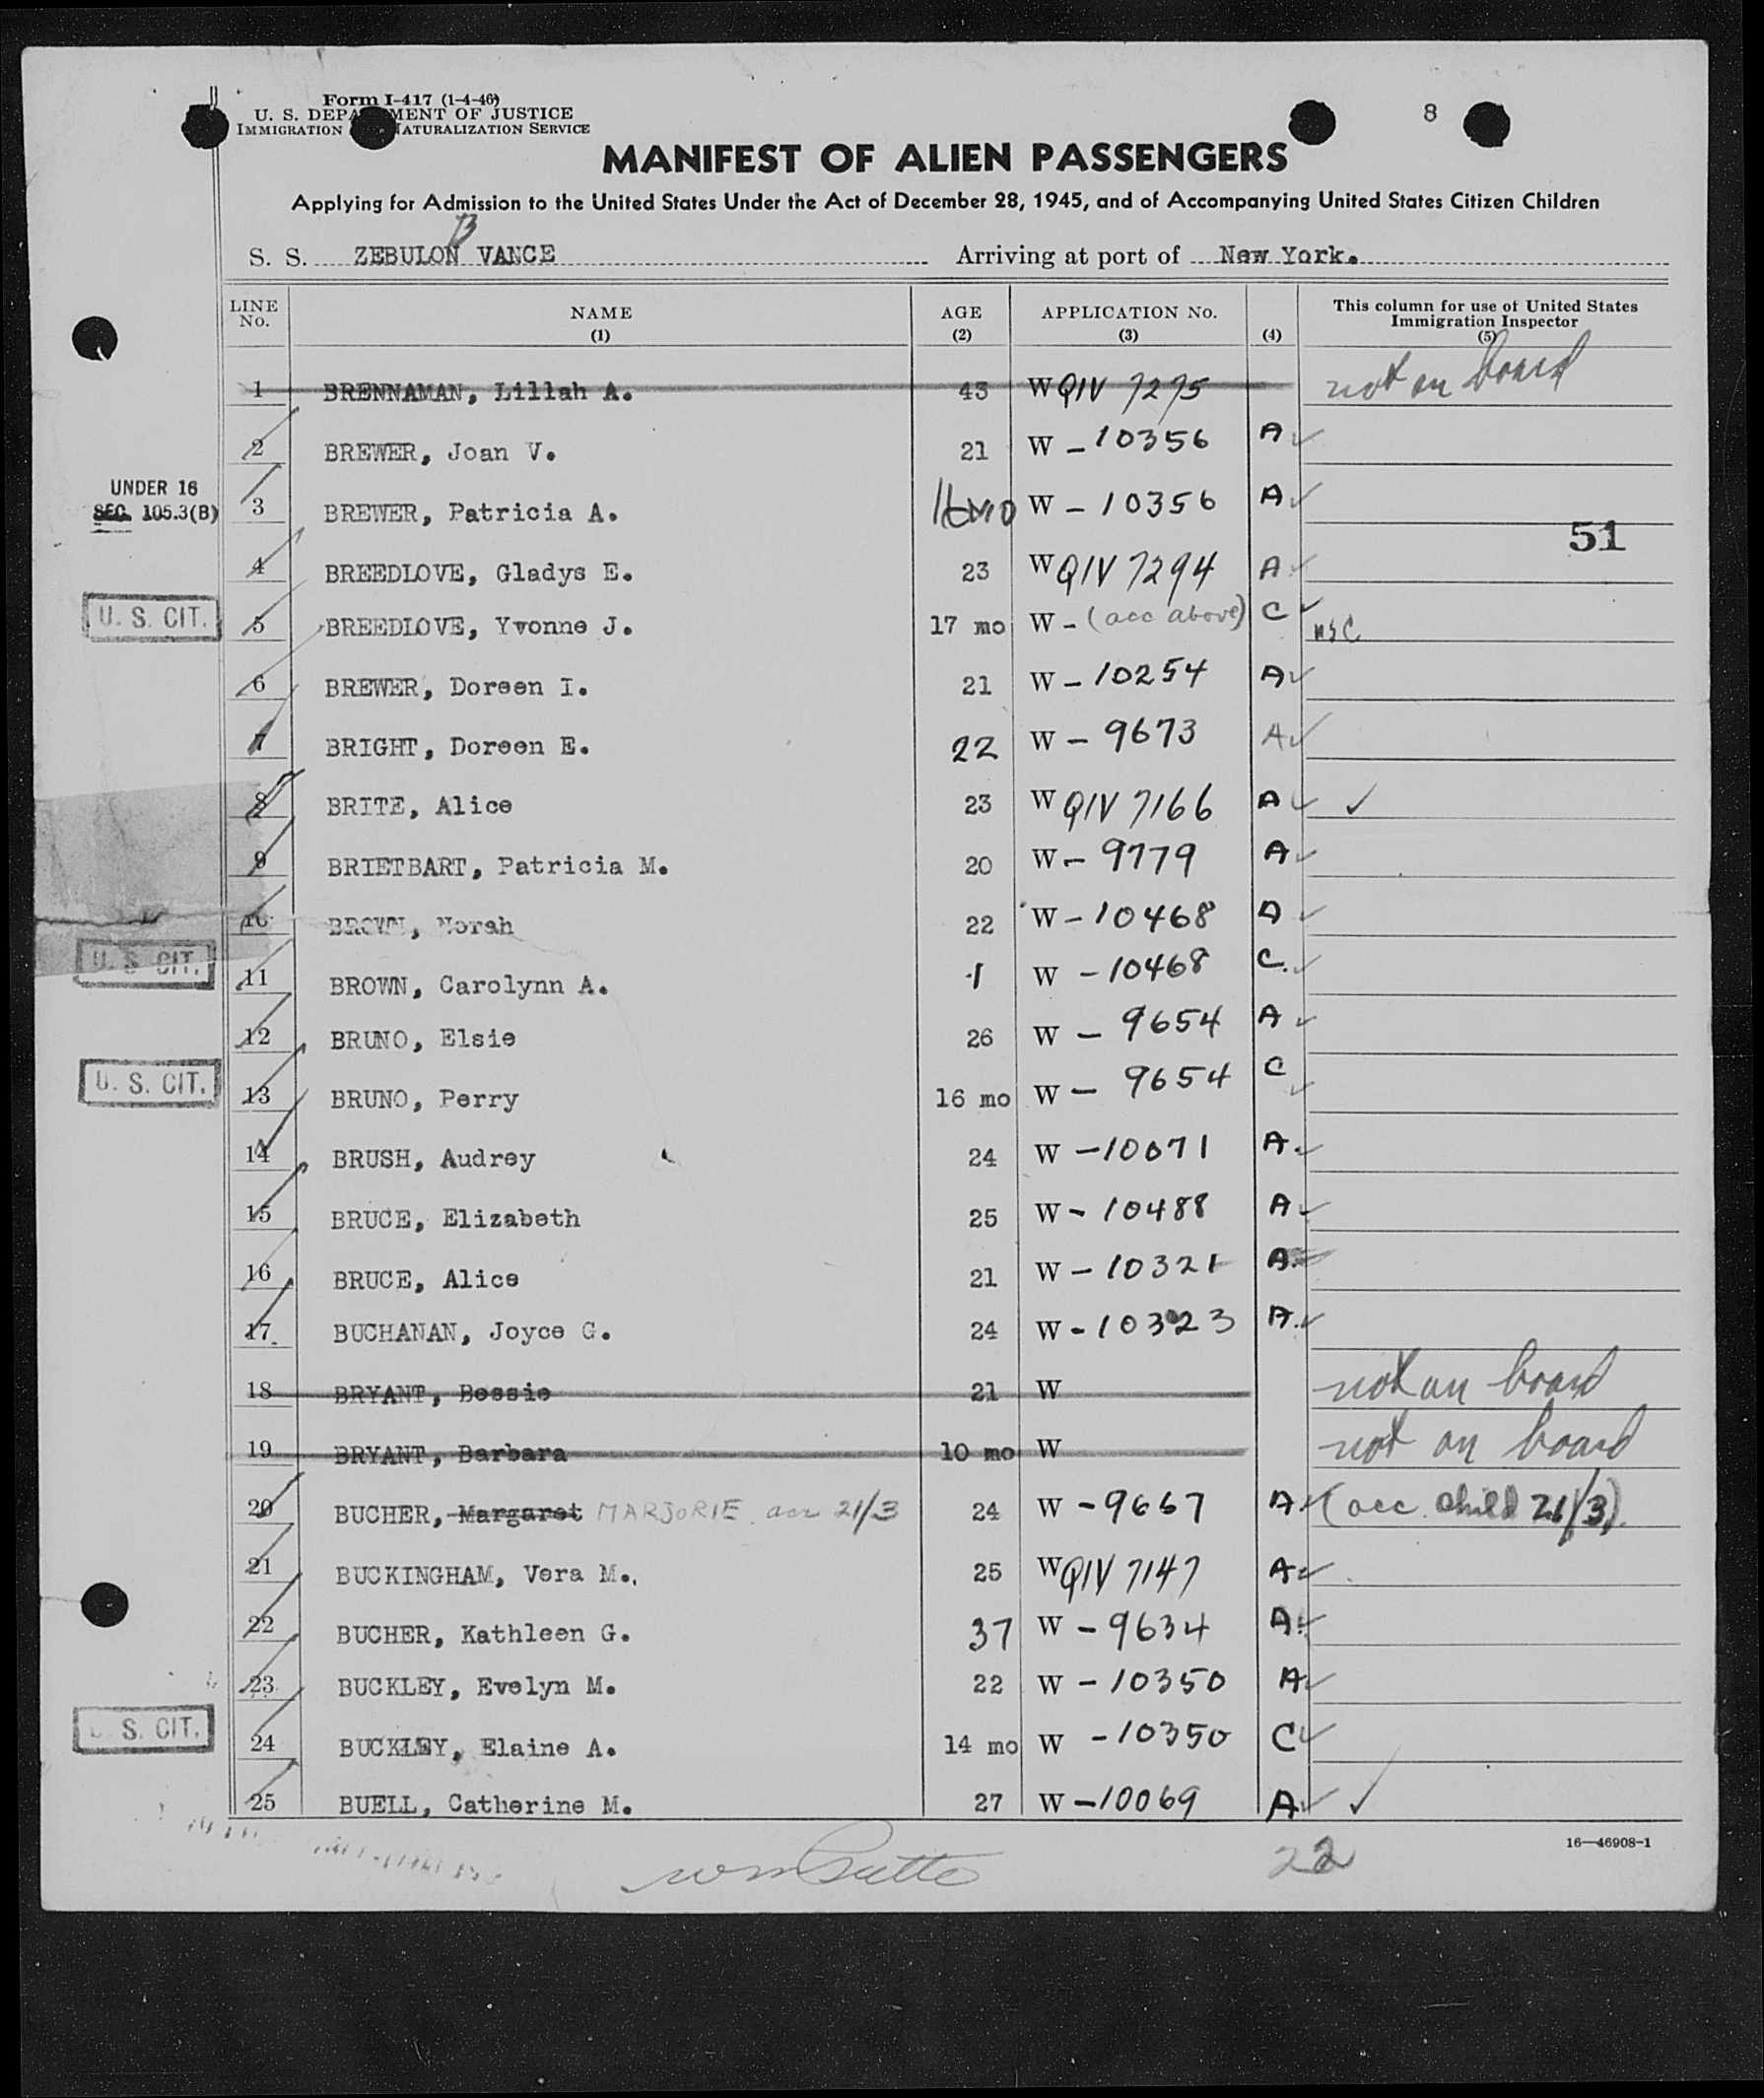 Form I-417 (1-4-46)
U. S. DEPARTMENT OF JUSTICE
IMMIGRATION NATURALIZATION SERVICE
8
MANIFEST OF ALIEN PASSENGERS
Applying for Admission to the United States Under the Act of December 28, 1945, and of Accompanying United States Citizen Children
S. S. ZEBULON B VANCE Arriving at port of New York.
LINE No. NAME (1) AGE (2) APPLICATION No. (3) (4) This column for use of United States Immigration Inspector (5)
1 BRENNAMAN, Lillah A. 43 W QIV 7275 not on board
2 BREWER, Joan V. 21 W - 10356 A ✓
UNDER 16
SEC. 105.3(B)
3 BREWER, Patricia A. 16 mo W - 10356 A ✓
51
4 BREEDLOVE, Gladys E. 23 W QIV 7294 A ✓
U. S. CIT. 5 BREEDLOVE, Yvonne J. 17 mo W - (acc above) C ✓ USC
6 BREWER, Doreen I. 21 W - 10254 A ✓
7 BRIGHT, Doreen E. 22 W - 9673 A ✓
8 BRITE, Alice 23 W QIV 7166 A ✓ ✓
9 BRIETBART, Patricia M. 20 W - 9779 A ✓
10 BROWN, Norah 22 W - 10468 A ✓
U. S. CIT. 11 BROWN, Carolynn A. 1 W - 10468 C. ✓
12 BRUNO, Elsie 26 W - 9654 A ✓
U. S. CIT. 13 BRUNO, Perry 16 mo W - 9654 C ✓
14 BRUSH, Audrey 24 W - 10071 A. ✓
15 BRUCE, Elizabeth 25 W - 10488 A ✓
16 BRUCE, Alice 21 W - 10321 A.
17. BUCHANAN, Joyce G. 24 W - 10323 A. ✓
18 BRYANT, Bessie 21 W not on board
19 BRYANT, Barbara 10 mo W not on board
20 BUCHER, Margaret MARJORIE acc 21/3 24 W - 9667 A. (acc. child 21/3).
21 BUCKINGHAM, Vera M. 25 W QIV 7147 A ✓
22 BUCHER, Kathleen G. 37 W - 9634 A ✓
23 BUCKLEY, Evelyn M. 22 W - 10350 A ✓
U. S. CIT. 24 BUCKLEY, Elaine A. 14 mo W - 10350 C ✓
25 BUELL, Catherine M. 27 W - 10069 A ✓ ✓
22
16—46908-1